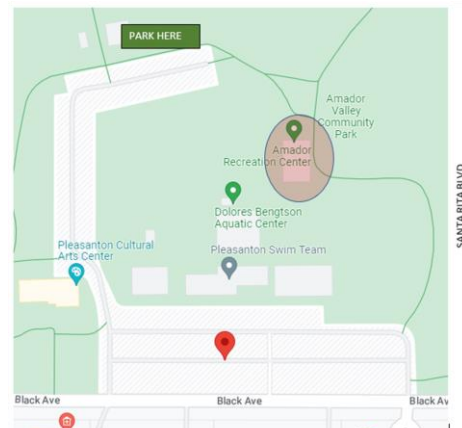 PARK HERE
Amador
Valley
Community
Park
Amador
Recreation Center
Dolores Bengtson
Aquatic Center
Pleasanton Cultural
Arts Center
Pleasanton Swim Team
SANTA RITA BLVD
Black Ave
Black Ave
Black Av